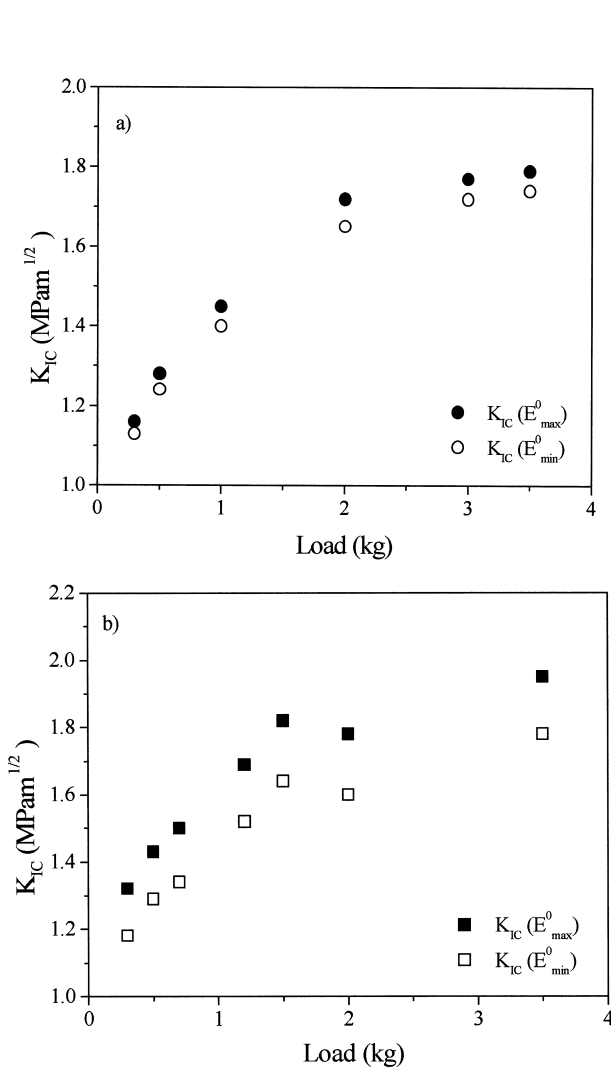 2.0
a)
1.8
1.6
1.4
1.2
1.0
K_IC (MPam^1/2)
K_IC (E^0_max)
K_IC (E^0_min)
0 1 2 3 4
Load (kg)
2.2
b)
2.0
1.8
1.6
1.4
1.2
1.0
K_IC (MPam^1/2)
K_IC (E^0_max)
K_IC (E^0_min)
0 1 2 3 4
Load (kg)